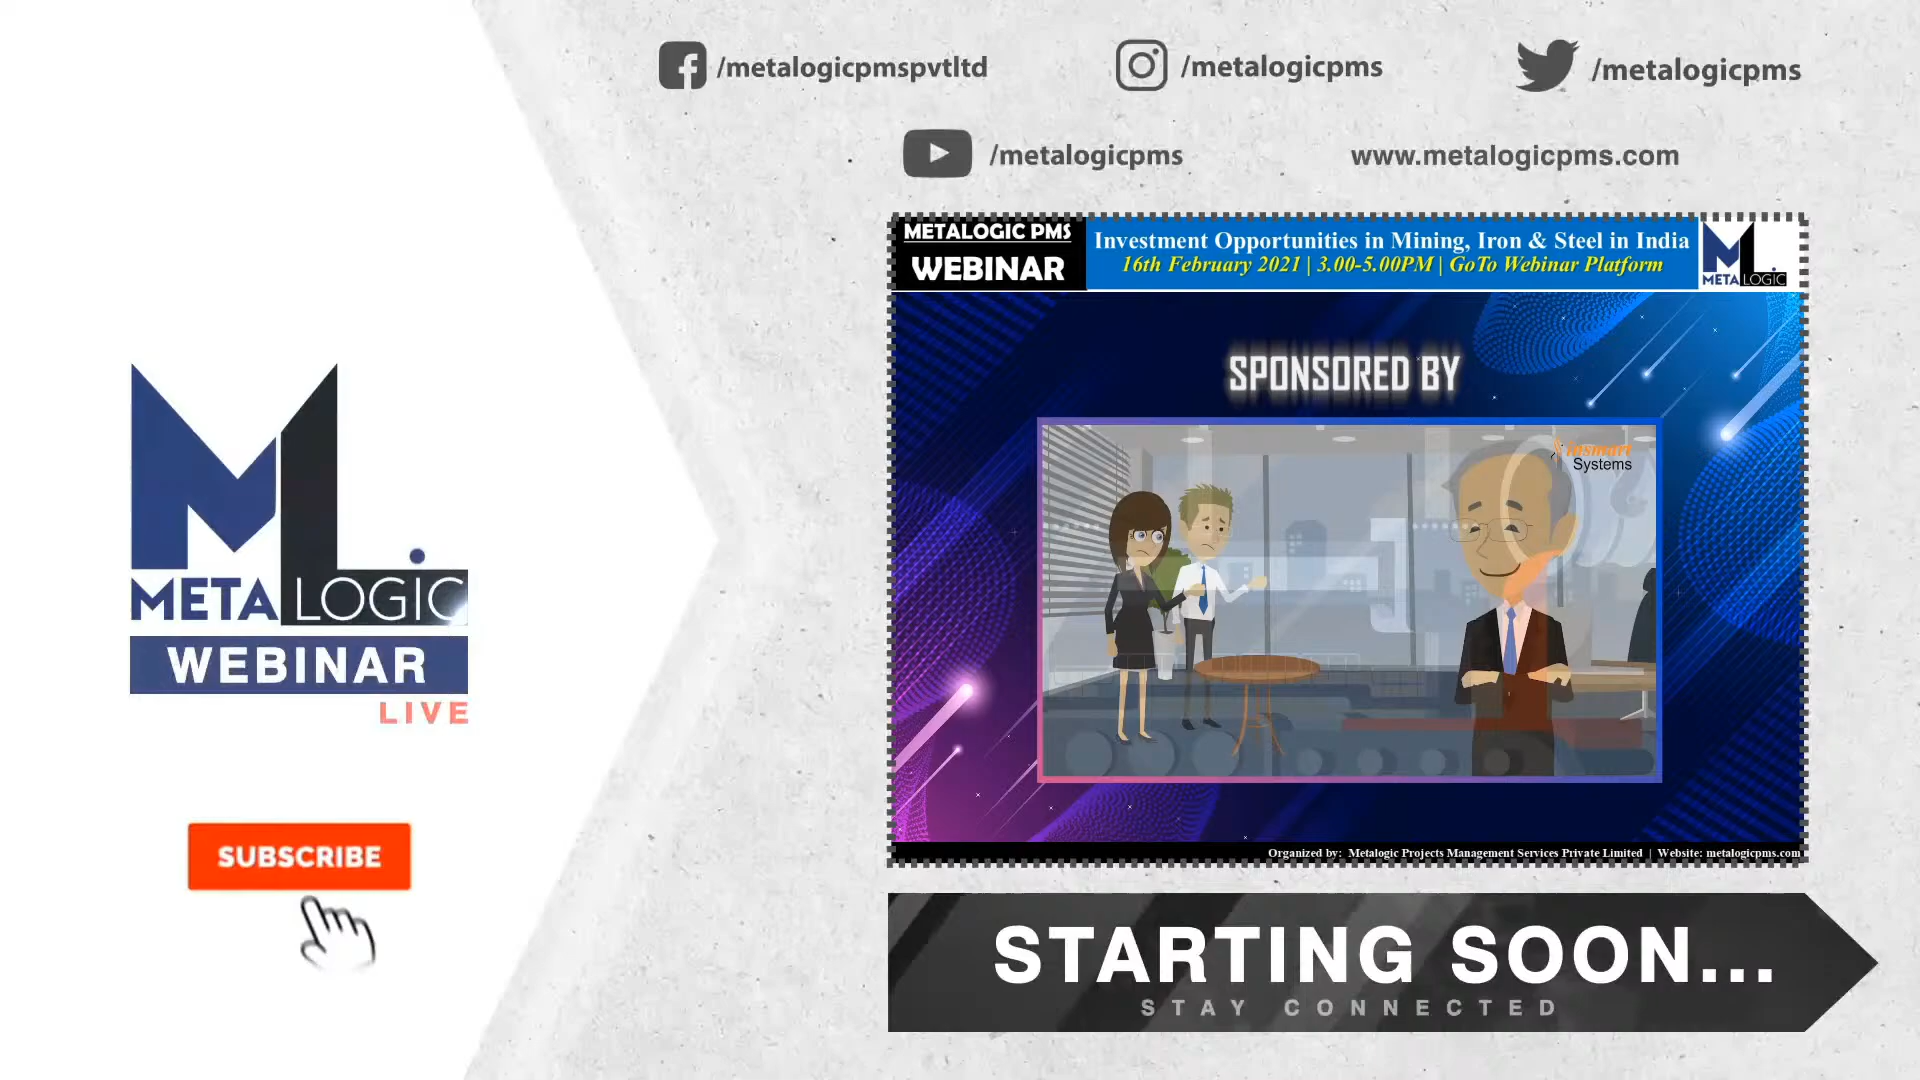 /metalogicpmspvtltd
/metalogicpms
/metalogicpms
/metalogicpms
www.metalogicpms.com
METALOGIC PMS
WEBINAR
Investment Opportunities in Mining, Iron & Steel in India
16th February 2021 | 3.00-5.00PM | GoTo Webinar Platform
ML
META LOGIC
SPONSORED BY
Systems
ML
META LOGIC
WEBINAR
LIVE
SUBSCRIBE
Organized by: Metalogic Projects Management Services Private Limited | Website: metalogicpms.com
STARTING SOON...
STAY CONNECTED